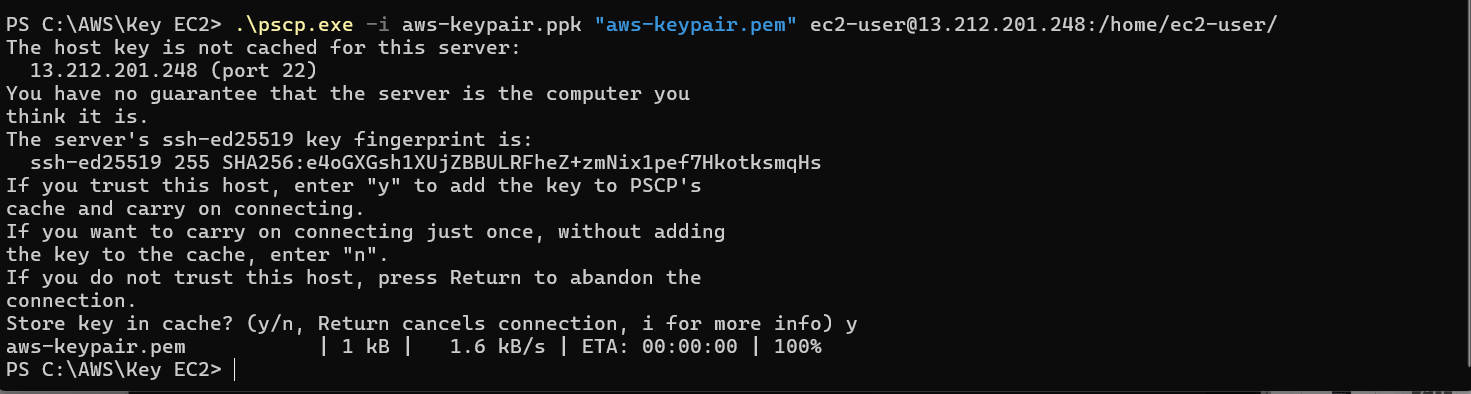 PS C:\AWS\Key EC2> .\pscp.exe -i aws-keypair.ppk "aws-keypair.pem" ec2-user@13.212.201.248:/home/ec2-user/
The host key is not cached for this server:
  13.212.201.248 (port 22)
You have no guarantee that the server is the computer you
think it is.
The server's ssh-ed25519 key fingerprint is:
  ssh-ed25519 255 SHA256:e4oGXGsh1XUjZBBULRFheZ+zmNix1pef7HkotksmqHs
If you trust this host, enter "y" to add the key to PSCP's
cache and carry on connecting.
If you want to carry on connecting just once, without adding
the key to the cache, enter "n".
If you do not trust this host, press Return to abandon the
connection.
Store key in cache? (y/n, Return cancels connection, i for more info) y
aws-keypair.pem           | 1 kB |   1.6 kB/s | ETA: 00:00:00 | 100%
PS C:\AWS\Key EC2>